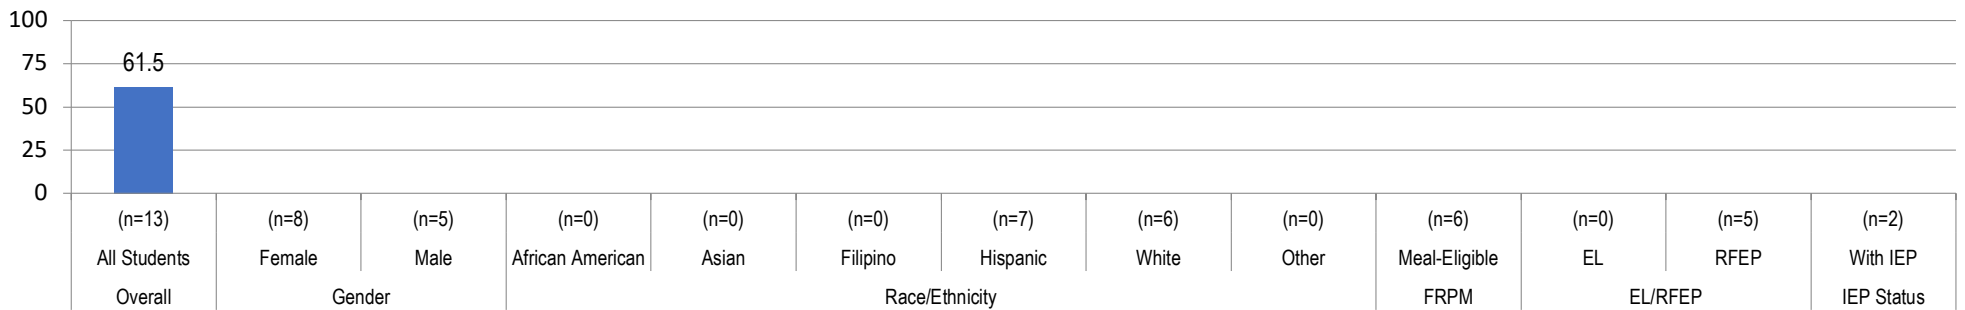 100
75
50
25
0
61.5
(n=13) (n=8) (n=5) (n=0) (n=0) (n=0) (n=7) (n=6) (n=0) (n=6) (n=0) (n=5) (n=2)
All Students Female Male African American Asian Filipino Hispanic White Other Meal-Eligible EL RFEP With IEP
Overall Gender Race/Ethnicity FRPM EL/RFEP IEP Status